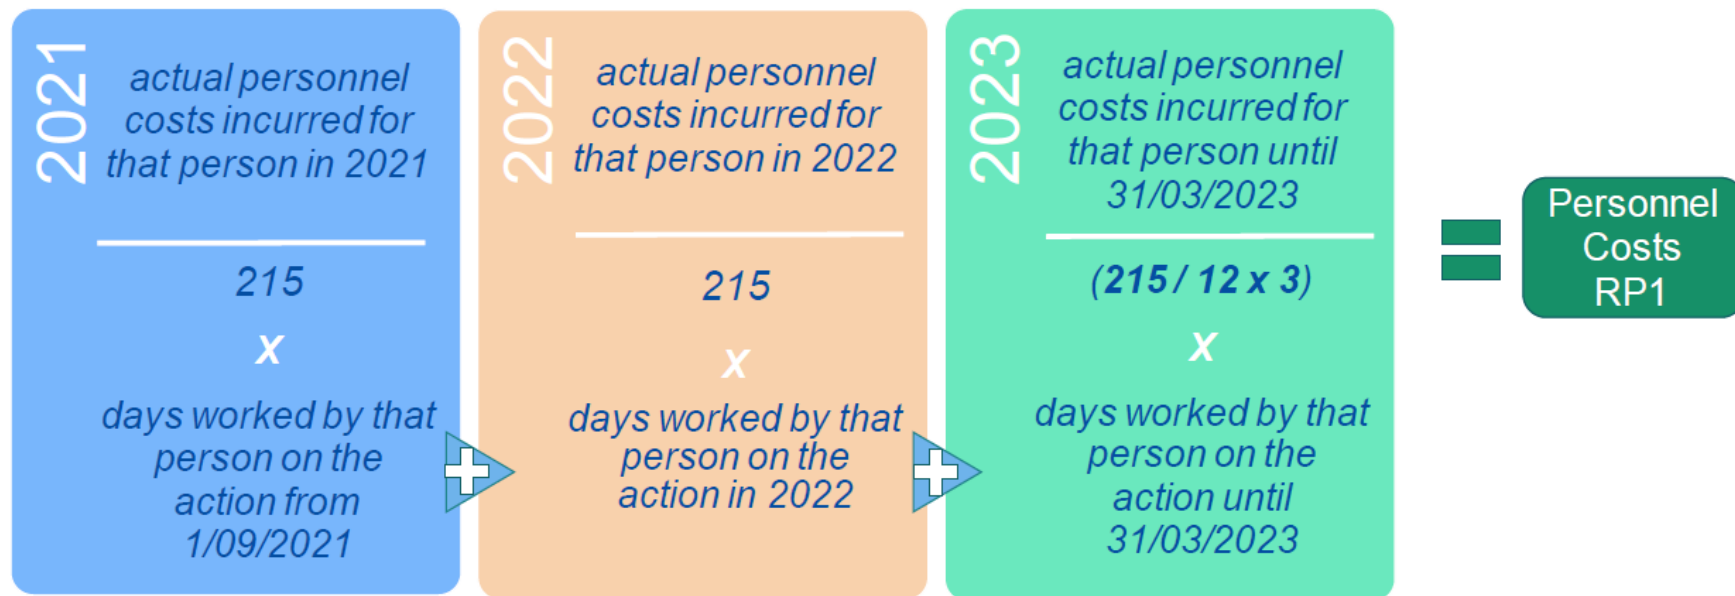 2021
actual personnel
costs incurred for
that person in 2021
215
x
days worked by that
person on the
action from
1/09/2021
2022
actual personnel
costs incurred for
that person in 2022
215
x
days worked by that
person on the
action in 2022
2023
actual personnel
costs incurred for
that person until
31/03/2023
(215 / 12 x 3)
x
days worked by that
person on the
action until
31/03/2023
Personnel
Costs
RP1